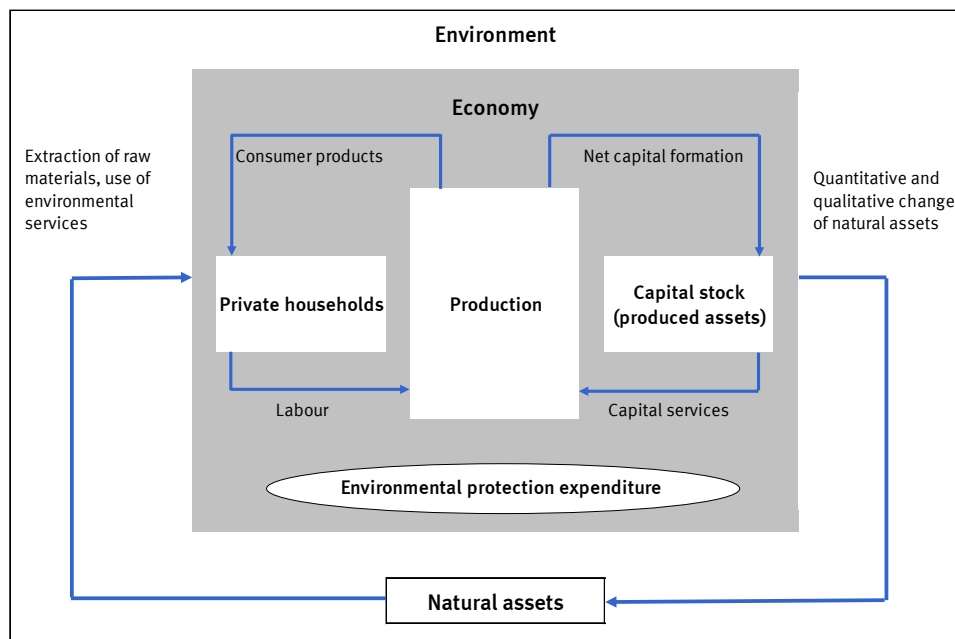 Environment
Economy
Extraction of raw
materials, use of
environmental
services
Consumer products
Net capital formation
Quantitative and
qualitative change
of natural assets
Private households
Production
Capital stock
(produced assets)
Labour
Capital services
Environmental protection expenditure
Natural assets